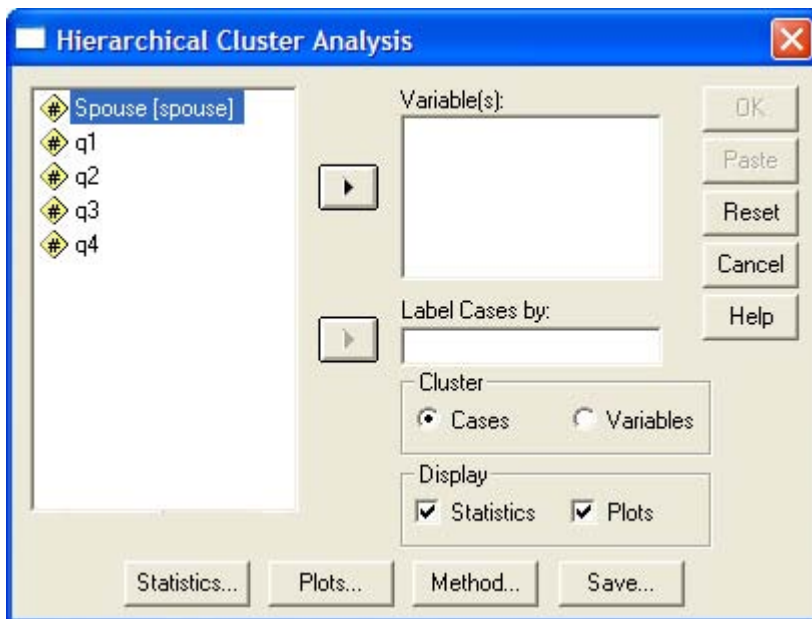 Hierarchical Cluster Analysis
Spouse [spouse]
q1
q2
q3
q4
Variable(s):
Label Cases by:
Cluster
Cases
Variables
Display
Statistics
Plots
OK
Paste
Reset
Cancel
Help
Statistics...
Plots...
Method...
Save...